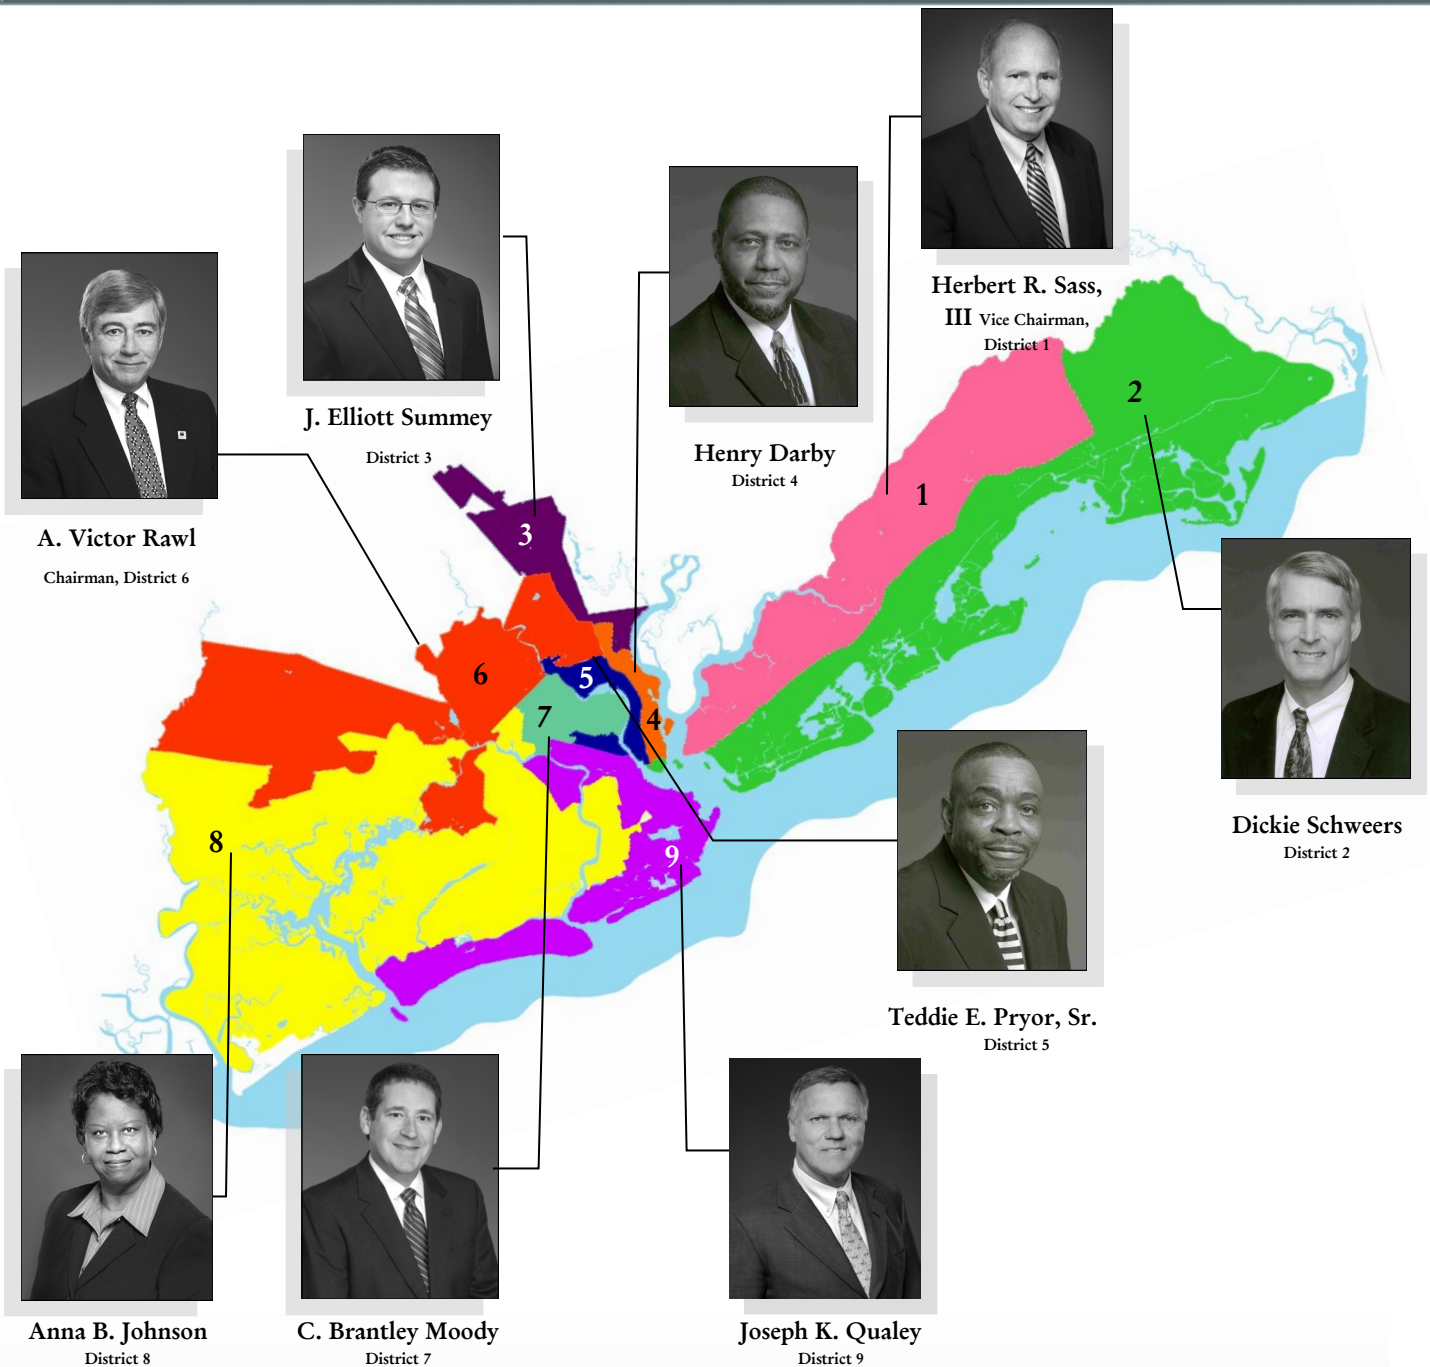 Herbert R. Sass,
III Vice Chairman,
District 1
J. Elliott Summey
District 3
Henry Darby
District 4
A. Victor Rawl
Chairman, District 6
2
1
3
6
5
7
4
8
9
Dickie Schweers
District 2
Teddie E. Pryor, Sr.
District 5
Anna B. Johnson
District 8
C. Brantley Moody
District 7
Joseph K. Qualey
District 9